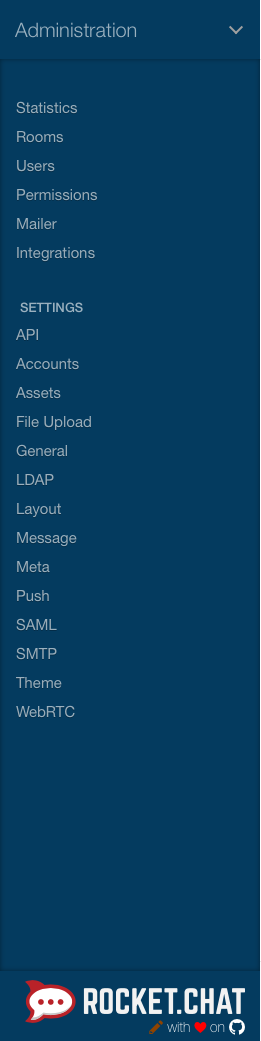 Administration
Statistics
Rooms
Users
Permissions
Mailer
Integrations
SETTINGS
API
Accounts
Assets
File Upload
General
LDAP
Layout
Message
Meta
Push
SAML
SMTP
Theme
WebRTC
ROCKET.CHAT
with on